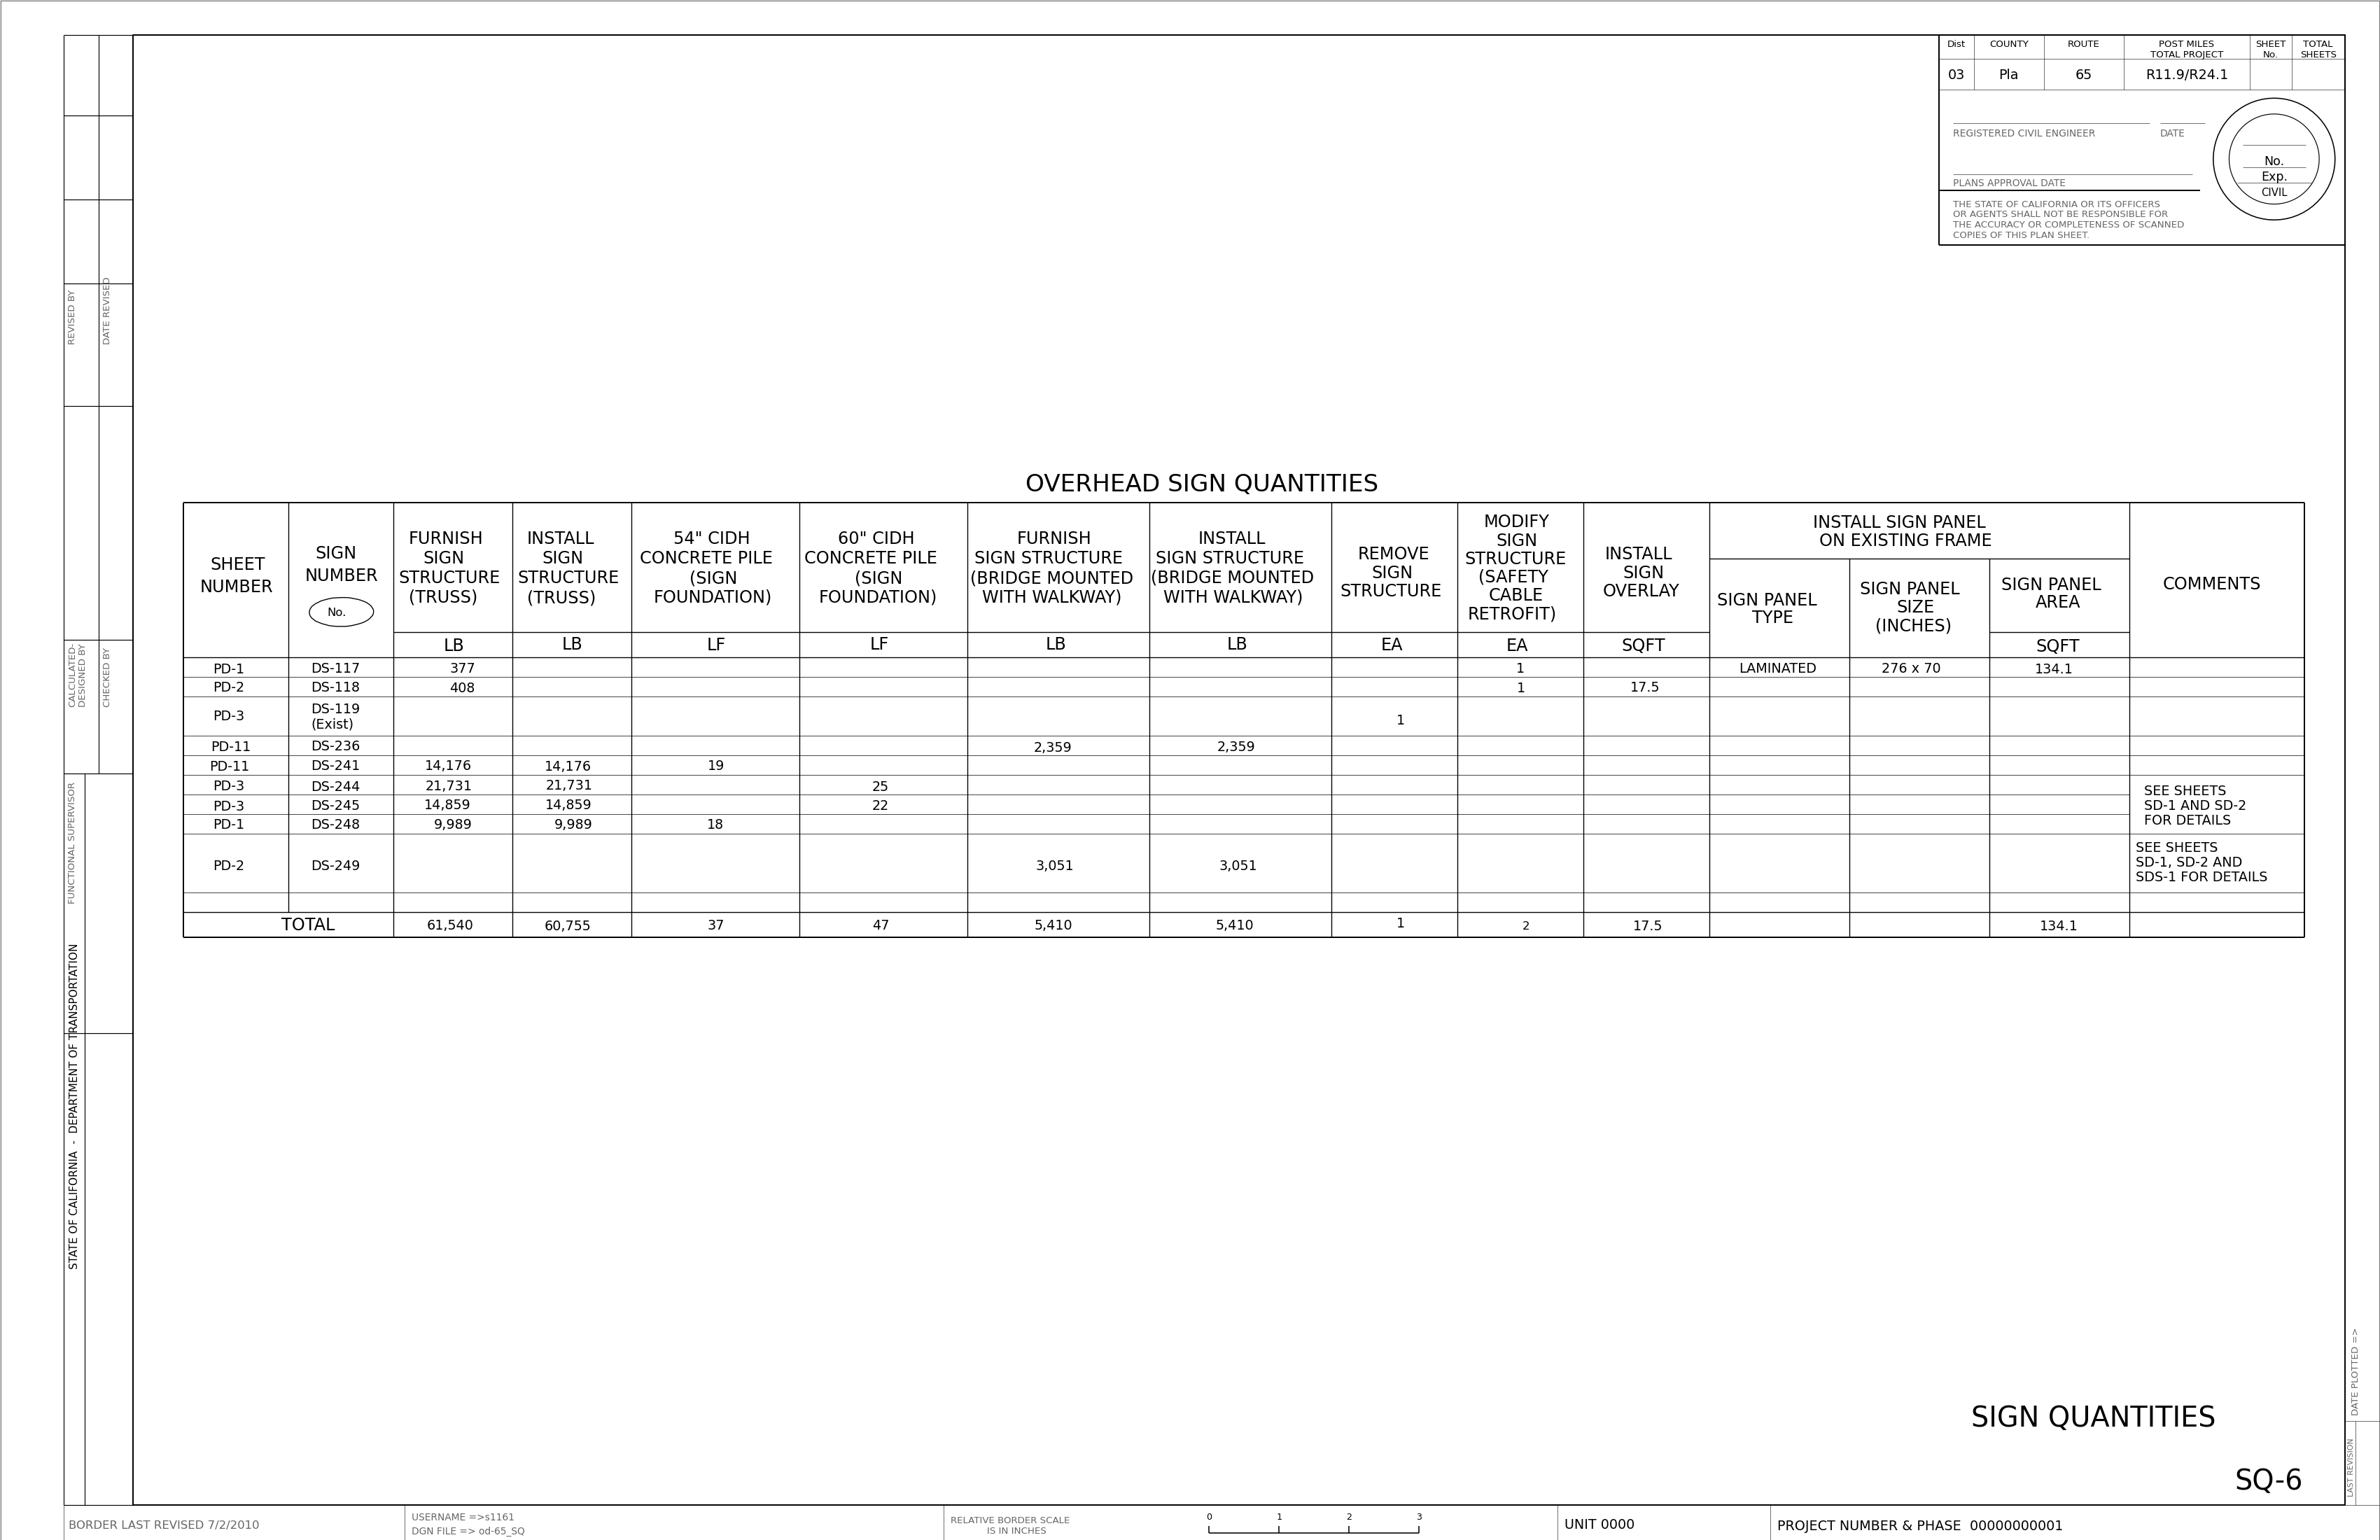 Dist COUNTY ROUTE POST MILES TOTAL PROJECT SHEET No. TOTAL SHEETS
03 Pla 65 R11.9/R24.1
REGISTERED CIVIL ENGINEER DATE
PLANS APPROVAL DATE
No.
Exp.
CIVIL
THE STATE OF CALIFORNIA OR ITS OFFICERS
OR AGENTS SHALL NOT BE RESPONSIBLE FOR
THE ACCURACY OR COMPLETENESS OF SCANNED
COPIES OF THIS PLAN SHEET.
REVISED BY
DATE REVISED
CALCULATED-
DESIGNED BY
CHECKED BY
FUNCTIONAL SUPERVISOR
STATE OF CALIFORNIA - DEPARTMENT OF TRANSPORTATION
OVERHEAD SIGN QUANTITIES
SHEET
NUMBER
SIGN
NUMBER
No.
FURNISH
SIGN
STRUCTURE
(TRUSS)
LB
INSTALL
SIGN
STRUCTURE
(TRUSS)
LB
54" CIDH
CONCRETE PILE
(SIGN
FOUNDATION)
LF
60" CIDH
CONCRETE PILE
(SIGN
FOUNDATION)
LF
FURNISH
SIGN STRUCTURE
(BRIDGE MOUNTED
WITH WALKWAY)
LB
INSTALL
SIGN STRUCTURE
(BRIDGE MOUNTED
WITH WALKWAY)
LB
REMOVE
SIGN
STRUCTURE
EA
MODIFY
SIGN
STRUCTURE
(SAFETY
CABLE
RETROFIT)
EA
INSTALL
SIGN
OVERLAY
SQFT
INSTALL SIGN PANEL
ON EXISTING FRAME
SIGN PANEL
TYPE
SIGN PANEL
SIZE
(INCHES)
SIGN PANEL
AREA
SQFT
COMMENTS
PD-1 DS-117 377 1 LAMINATED 276 x 70 134.1
PD-2 DS-118 408 1 17.5
PD-3 DS-119
(Exist) 1
PD-11 DS-236 2,359 2,359
PD-11 DS-241 14,176 14,176 19
PD-3 DS-244 21,731 21,731 25
PD-3 DS-245 14,859 14,859 22
PD-1 DS-248 9,989 9,989 18
SEE SHEETS
SD-1 AND SD-2
FOR DETAILS
PD-2 DS-249 3,051 3,051
SEE SHEETS
SD-1, SD-2 AND
SDS-1 FOR DETAILS
TOTAL 61,540 60,755 37 47 5,410 5,410 1 2 17.5 134.1
SIGN QUANTITIES
SQ-6
DATE PLOTTED =>
LAST REVISION
BORDER LAST REVISED 7/2/2010
USERNAME =>s1161
DGN FILE => od-65_SQ
RELATIVE BORDER SCALE
IS IN INCHES
0 1 2 3
UNIT 0000
PROJECT NUMBER & PHASE 00000000001